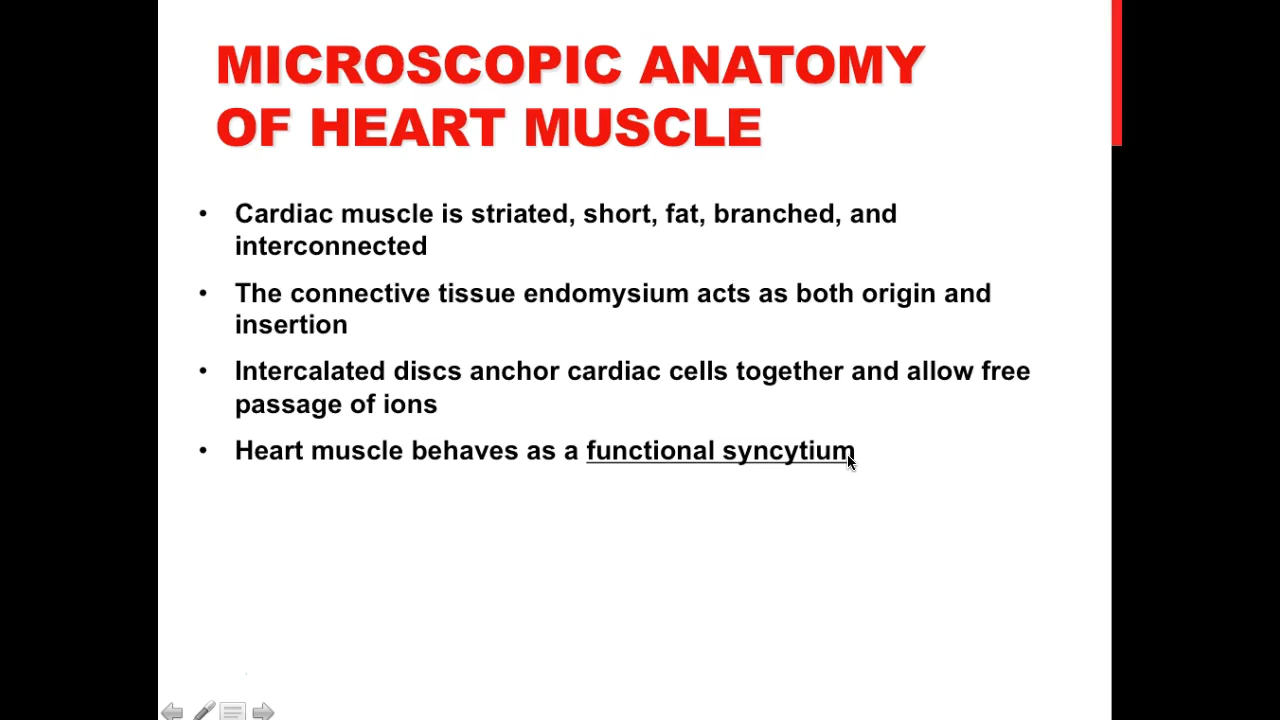 MICROSCOPIC ANATOMY
OF HEART MUSCLE
• Cardiac muscle is striated, short, fat, branched, and
interconnected
• The connective tissue endomysium acts as both origin and
insertion
• Intercalated discs anchor cardiac cells together and allow free
passage of ions
• Heart muscle behaves as a functional syncytium